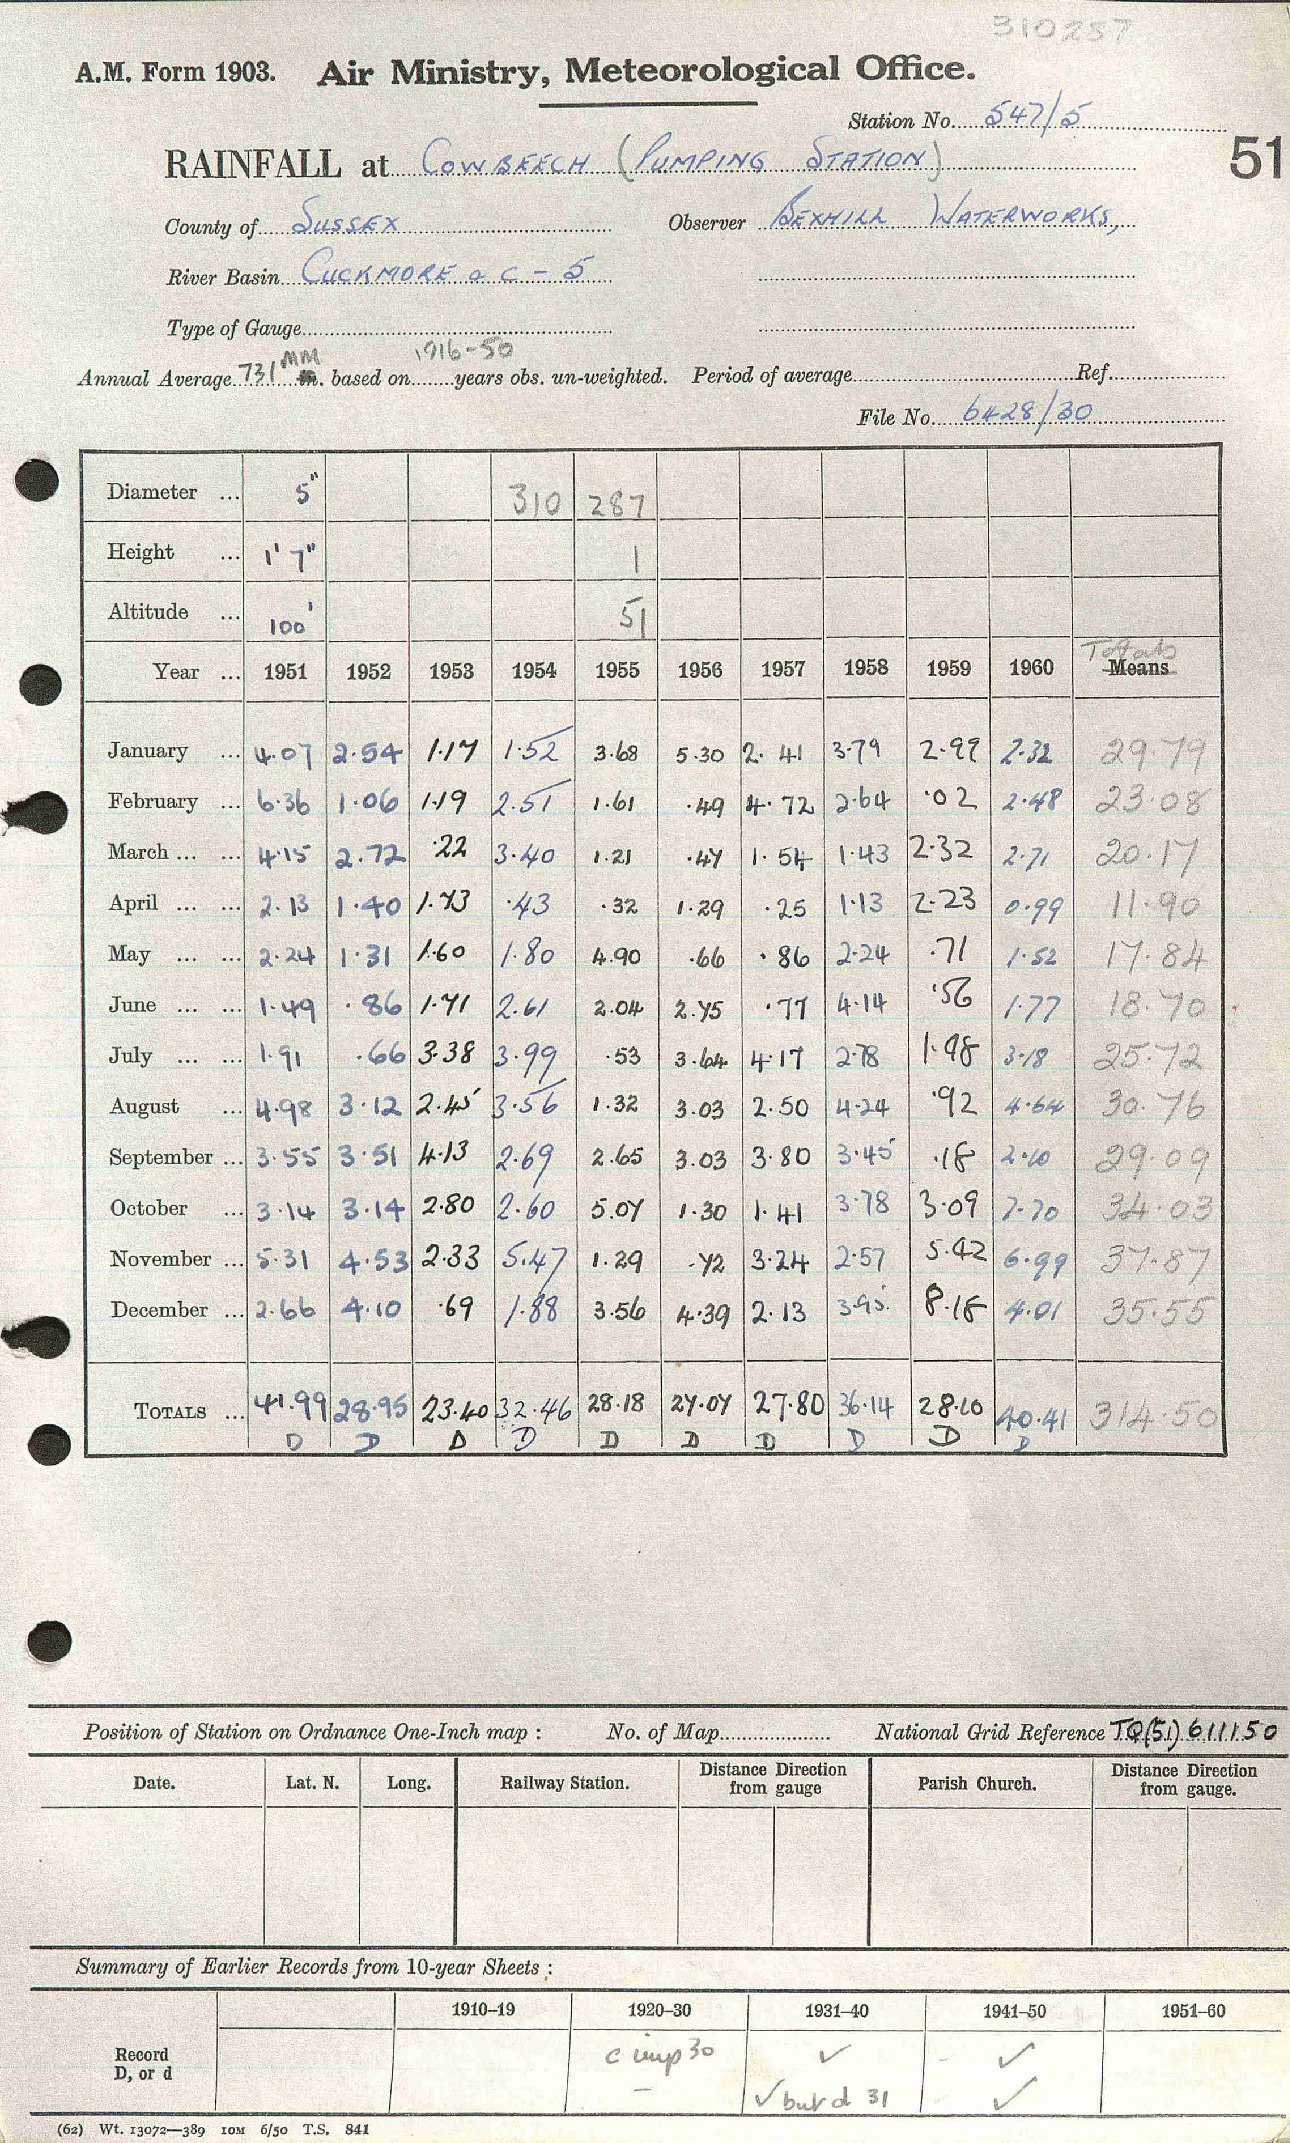 310287
A.M. Form 1903. Air Ministry, Meteorological Office.
Station No. 547/5
RAINFALL at COWBEECH (PUMPING STATION) 51
County of SUSSEX Observer BEXHILL WATERWORKS,
River Basin CUCKMORE & C - 5
Type of Gauge
MM 1916-50
Annual Average 731 in. based on years obs. un-weighted. Period of average Ref.
File No. 6428/30
Diameter ... 5" 310 287
Height ... 1' 7" 1
Altitude ... 100' 51
Totals
Year ... 1951 1952 1953 1954 1955 1956 1957 1958 1959 1960 Means
January ... 4.07 2.54 1.17 1.52 3.68 5.30 2.41 3.79 2.99 2.32 29.79
February ... 6.36 1.06 1.19 2.51 1.61 .49 4.72 2.64 .02 2.48 23.08
March ... ... 4.15 2.72 .22 3.40 1.21 .47 1.54 1.43 2.32 2.71 20.17
April ... ... 2.13 1.40 1.73 .43 .32 1.29 .25 1.13 2.23 0.99 11.90
May ... ... 2.24 1.31 1.60 1.80 4.90 .66 .86 2.24 .71 1.52 17.84
June ... ... 1.49 .86 1.71 2.61 2.04 2.75 .77 4.14 .56 1.77 18.70
July ... ... 1.91 .66 3.38 3.99 .53 3.64 4.17 2.78 1.48 3.18 25.72
August ... 4.98 3.12 2.45 3.56 1.32 3.03 2.50 4.24 .92 4.64 30.76
September ... 3.55 3.51 4.13 2.69 2.65 3.03 3.80 3.45 .18 2.10 29.09
October ... 3.14 3.14 2.80 2.60 5.07 1.30 1.41 3.78 3.09 7.70 34.03
November ... 5.31 4.53 2.33 5.47 1.29 .72 3.24 2.57 5.42 6.99 37.87
December ... 2.66 4.10 .69 1.88 3.56 4.39 2.13 3.95 8.18 4.01 35.55
TOTALS ... 41.99 28.95 23.40 32.46 28.18 27.07 27.80 36.14 28.10 40.41 314.50
D D D D D D D D D D
Position of Station on Ordnance One-Inch map : No. of Map National Grid Reference TQ(51) 611150
Date. Lat. N. Long. Railway Station. Distance from Direction gauge Parish Church. Distance from Direction gauge.
Summary of Earlier Records from 10-year Sheets :
1910–19 1920–30 1931–40 1941–50 1951–60
Record c imp 30 ✓ ✓
D, or d – ✓ but d 31 ✓
(62) Wt. 13072—389 10M 6/50 T.S. 841